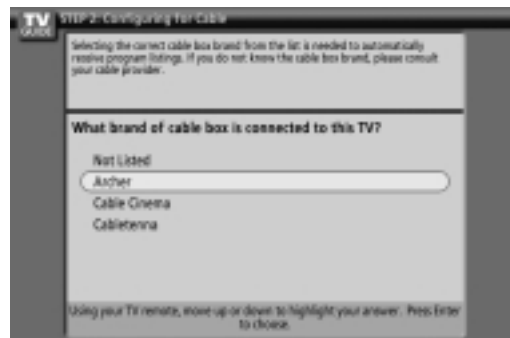 TV
GUIDE
STEP 2: Configuring for Cable
Selecting the correct cable box brand from the list is needed to automatically
receive program listings. If you do not know the cable box brand, please consult
your cable provider.
What brand of cable box is connected to this TV?
Not Listed
Archer
Cable Cinema
Cabletenna
Using your TV remote, move up or down to highlight your answer. Press Enter
to choose.